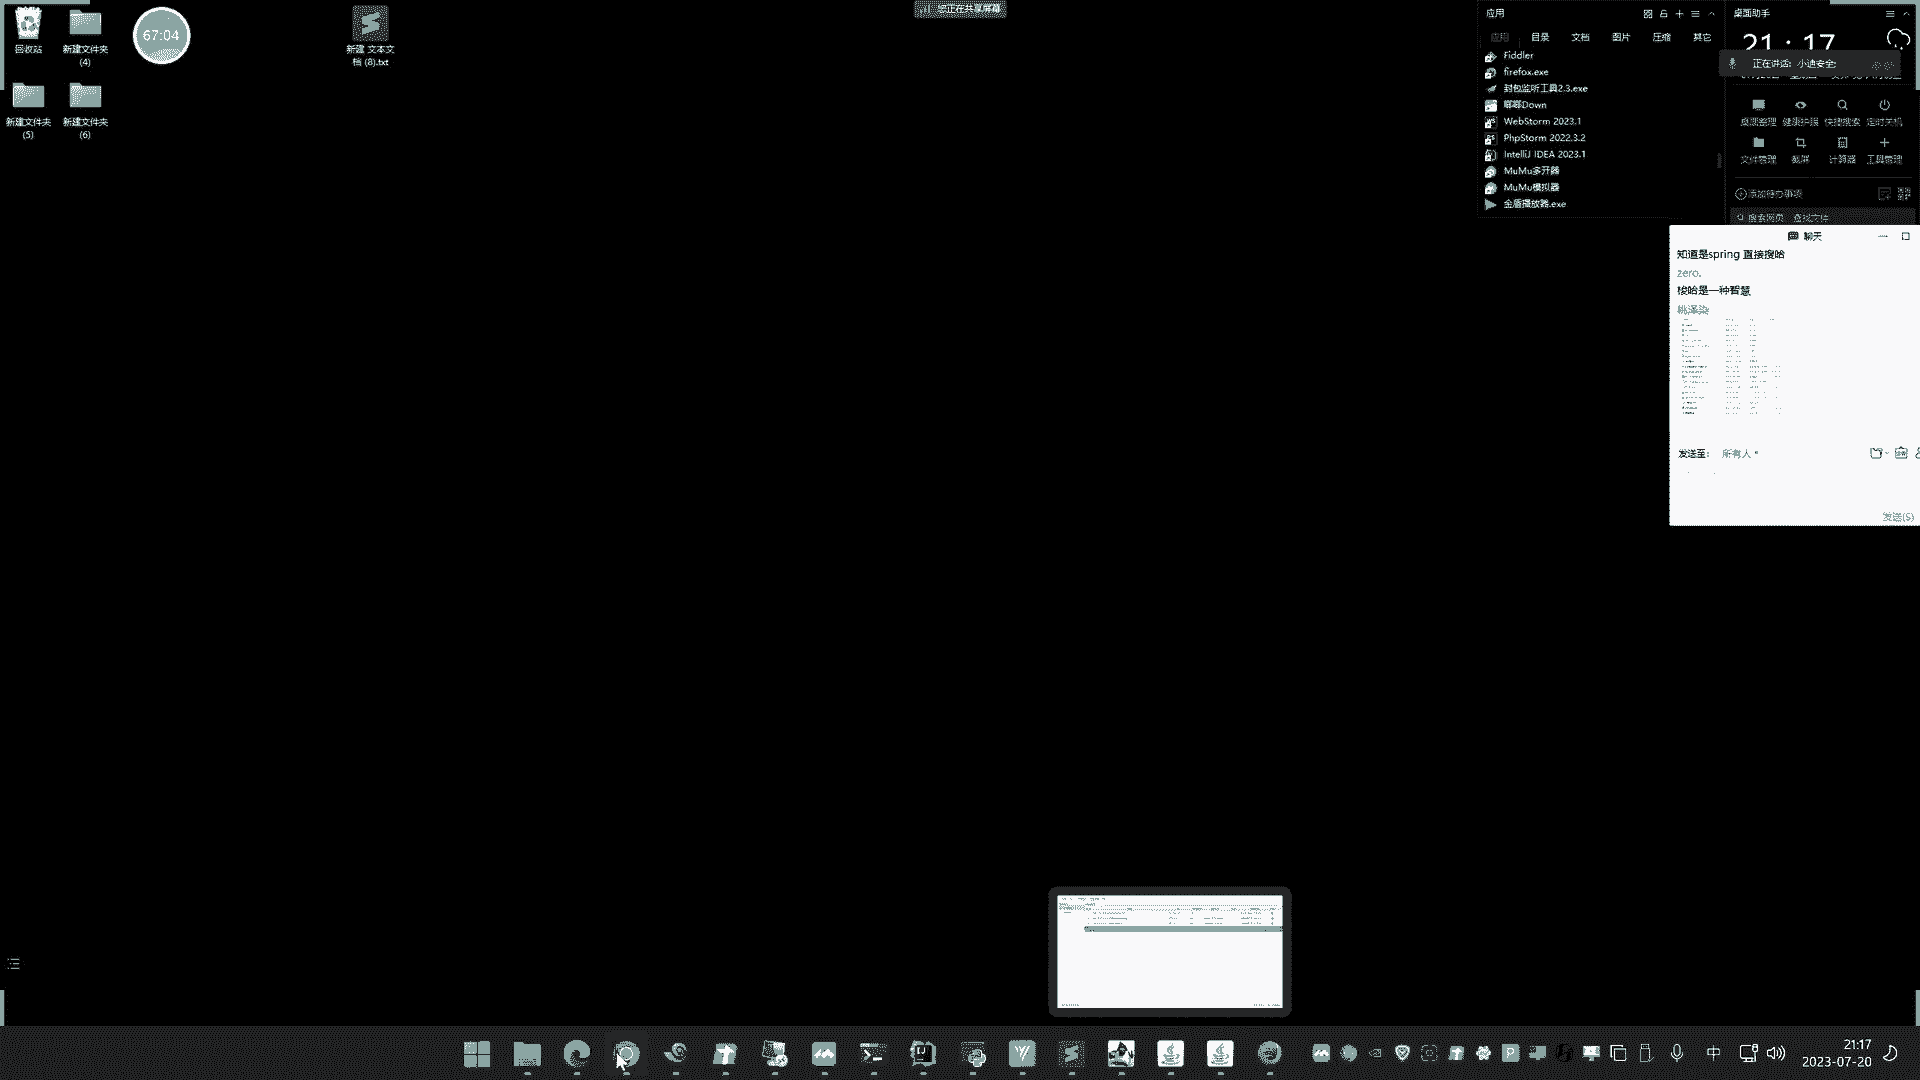 回收站
新建文件夹
(4)
67:04
新建 文本文
档 (8).txt
新建文件夹
(5)
新建文件夹
(6)
您正在共享屏幕
应用
应用 目录 文档 图片 压缩 其它
Fiddler
firefox.exe
封包监听工具2.3.exe
唧唧Down
WebStorm 2023.1
PhpStorm 2022.3.2
IntelliJ IDEA 2023.1
MuMu多开器
MuMu模拟器
金盾播放器.exe
桌面助手
21 : 17
正在讲话: 小迪安全;
桌面整理 健康护眼 快捷搜索 定时关机
文件管理 截屏 计算器 工具管理
添加待办事项
搜索网页、查找文件
聊天
知道是spring 直接搜哈
zero.
梭哈是一种智慧
桃泽染
发送至: 所有人
发送(S)
中
21:17
2023-07-20